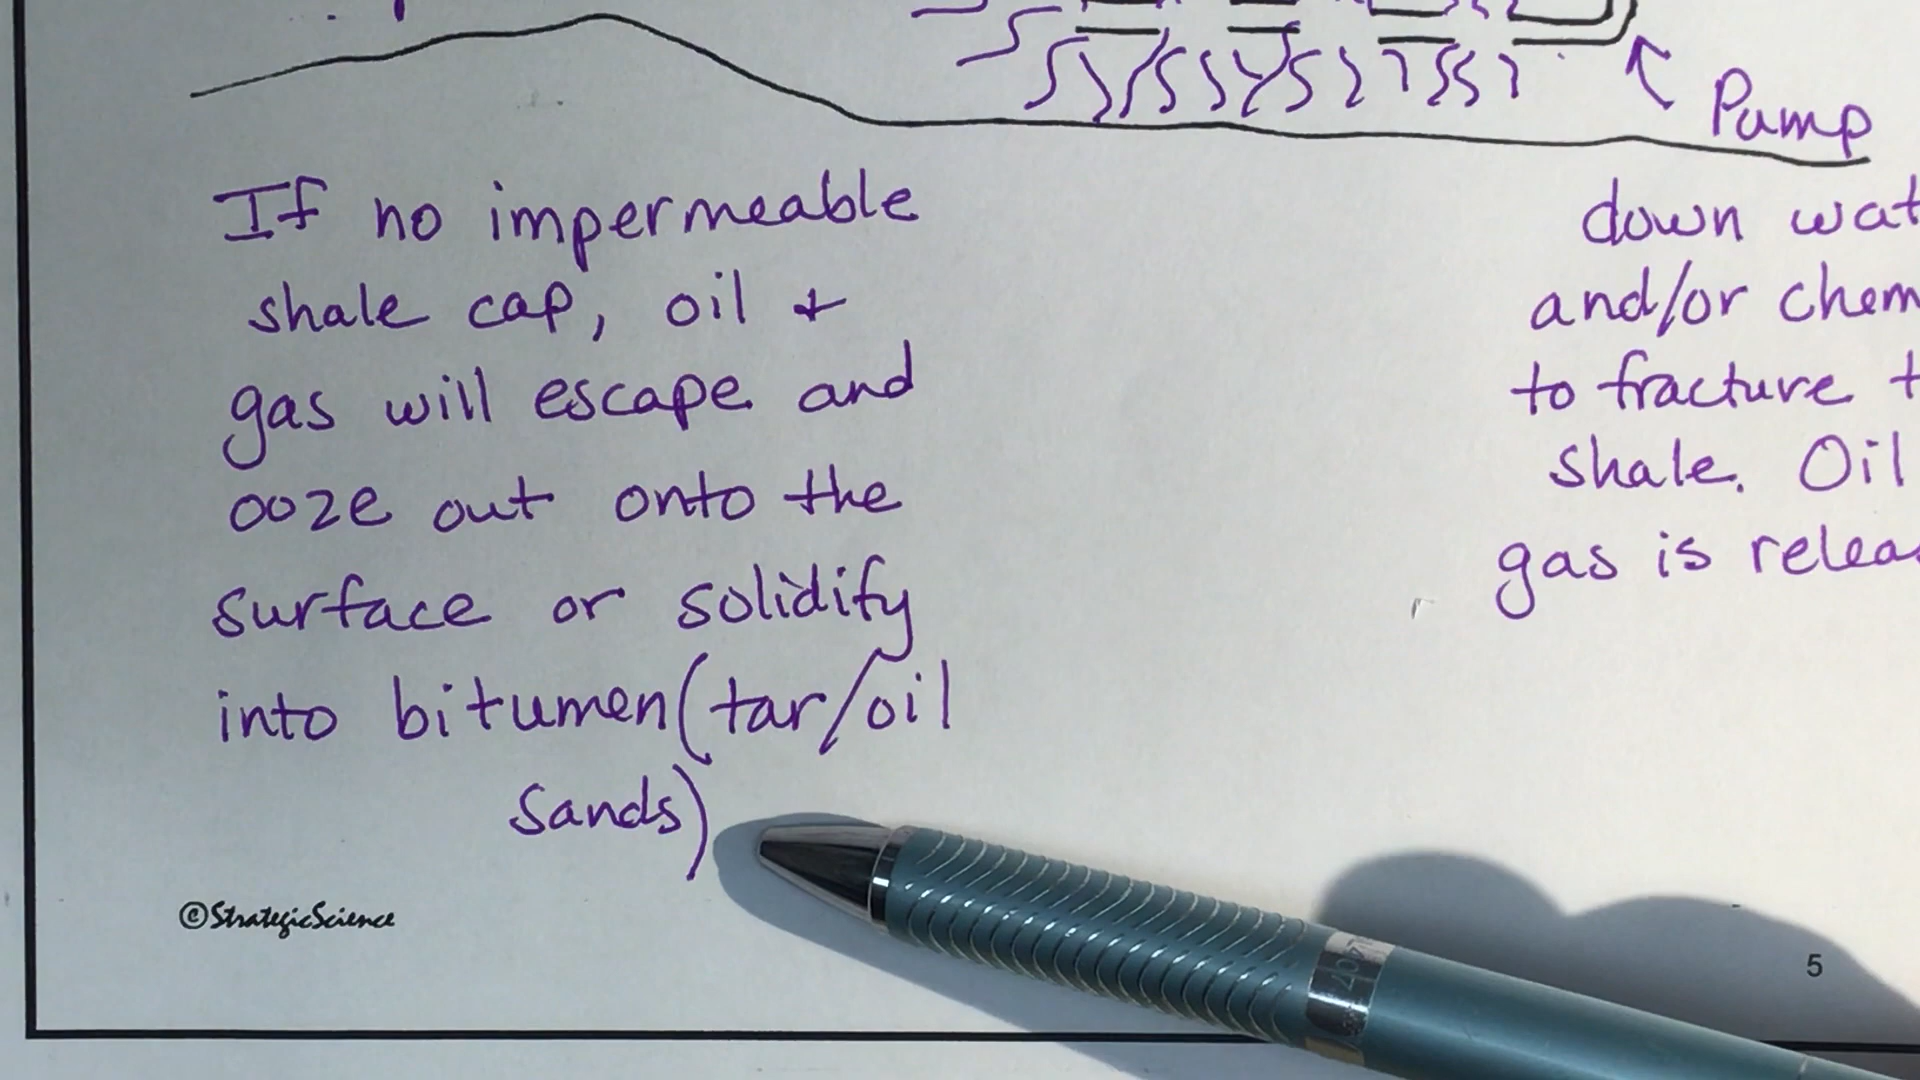 Pump
If no impermeable
shale cap, oil +
gas will escape and
ooze out onto the
surface or solidify
into bitumen (tar/oil
sands)
down wat
and/or chem
to fracture t
shale. Oil
gas is relea
©StrategicScience
5